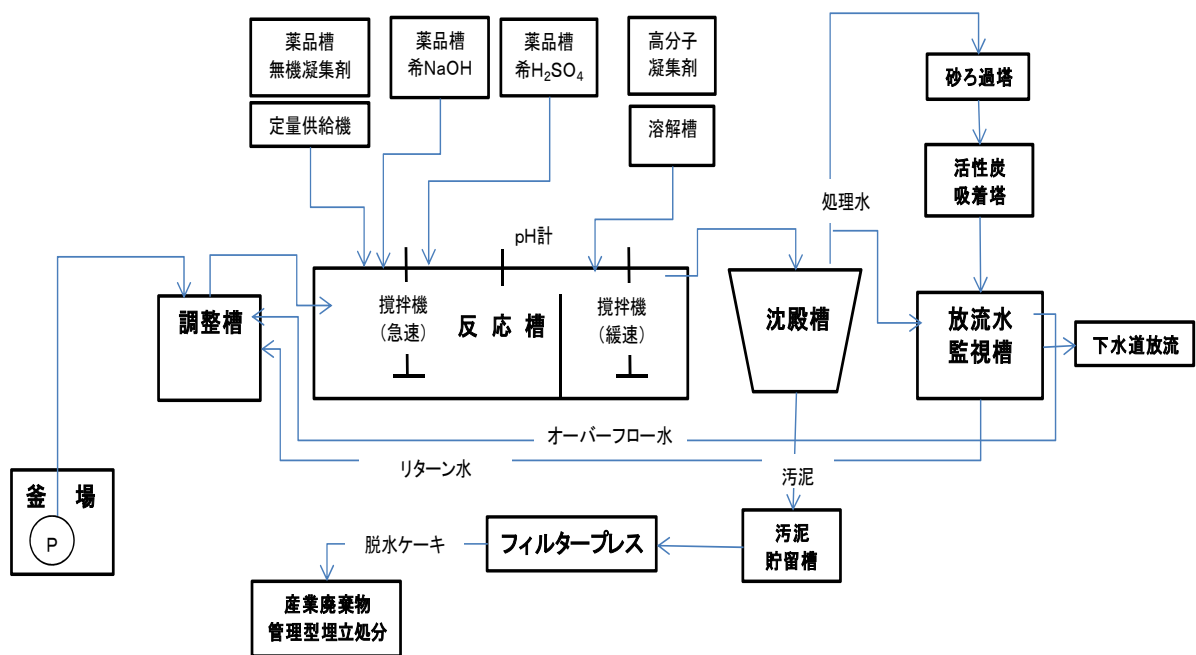 薬品槽
無機凝集剤
定量供給機
薬品槽
希NaOH
薬品槽
希H₂SO₄
高分子
凝集剤
溶解槽
砂ろ過塔
活性炭
吸着塔
処理水
pH計
調整槽
撹拌機
（急速）
反 応 槽
撹拌機
（緩速）
沈殿槽
放流水
監視槽
下水道放流
オーバーフロー水
リターン水
汚泥
釜 場
P
汚泥
貯留槽
フィルタープレス
脱水ケーキ
産業廃棄物
管理型埋立処分